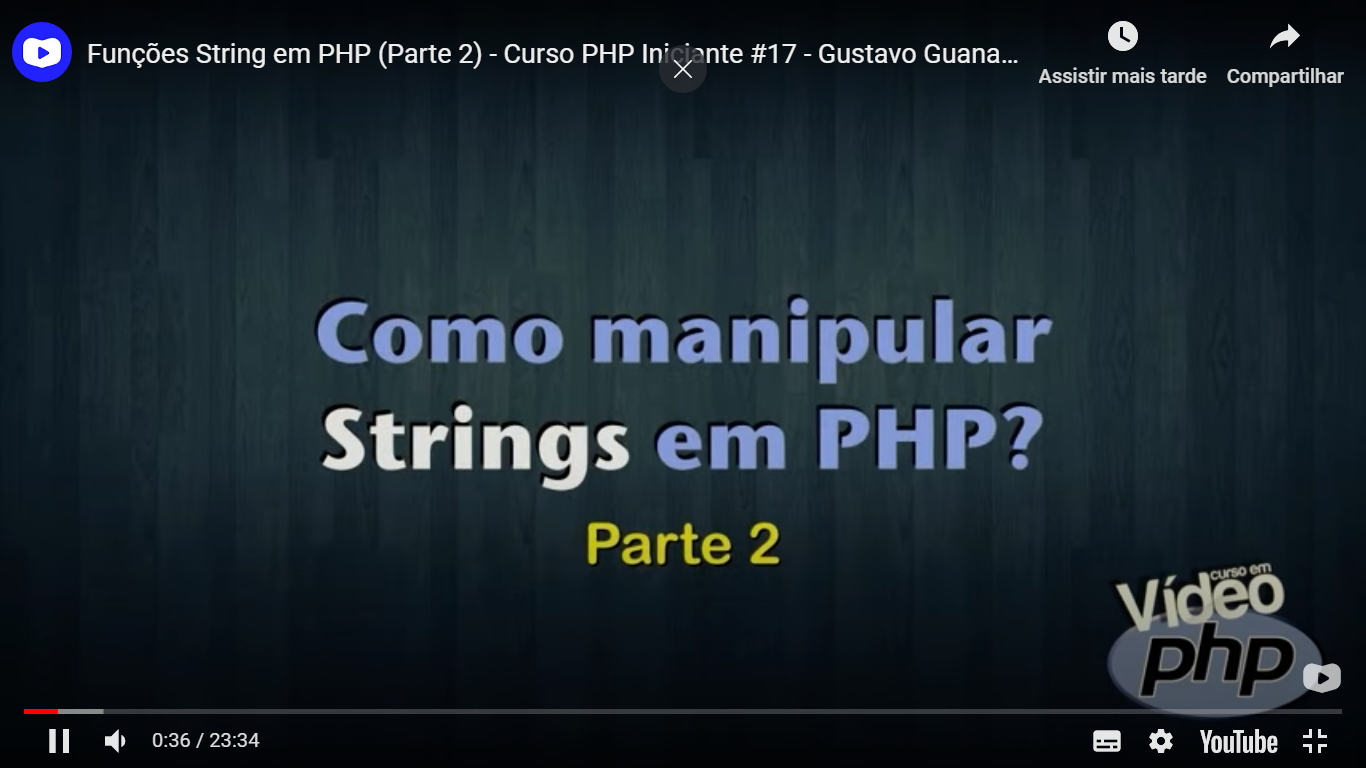 Funções String em PHP (Parte 2) - Curso PHP Iniciante #17 - Gustavo Guana...
Assistir mais tarde
Compartilhar
Como manipular
Strings em PHP?
Parte 2
curso em
Vídeo
php
0:36 / 23:34
YouTube